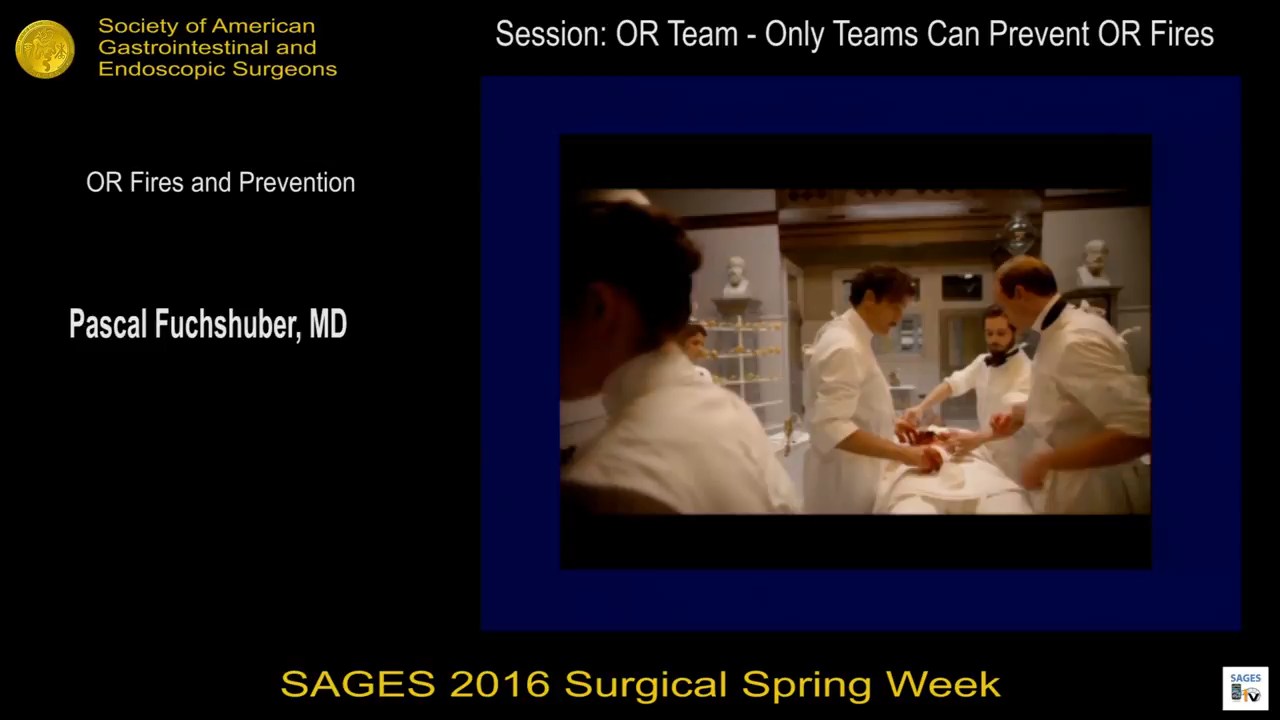 Society of American
Gastrointestinal and
Endoscopic Surgeons
Session: OR Team - Only Teams Can Prevent OR Fires
OR Fires and Prevention
Pascal Fuchshuber, MD
SAGES 2016 Surgical Spring Week
SAGES
TV